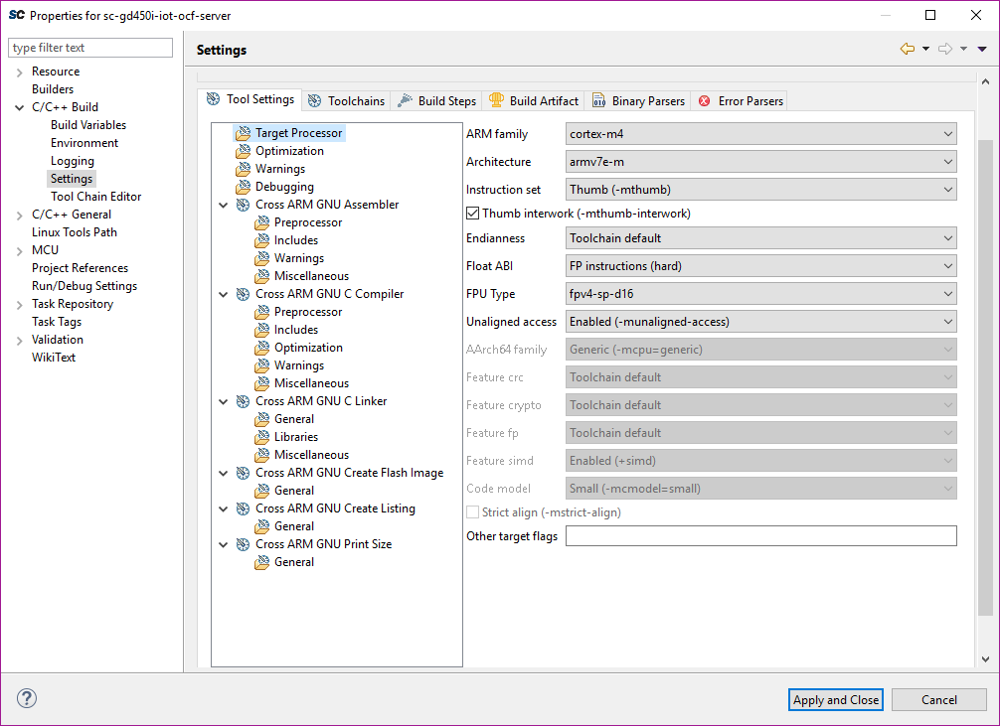 SC Properties for sc-gd450i-iot-ocf-server
type filter text
Resource
Builders
C/C++ Build
Build Variables
Environment
Logging
Settings
Tool Chain Editor
C/C++ General
Linux Tools Path
MCU
Project References
Run/Debug Settings
Task Repository
Task Tags
Validation
WikiText
Settings
Tool Settings Toolchains Build Steps Build Artifact Binary Parsers Error Parsers
Target Processor
Optimization
Warnings
Debugging
Cross ARM GNU Assembler
Preprocessor
Includes
Warnings
Miscellaneous
Cross ARM GNU C Compiler
Preprocessor
Includes
Optimization
Warnings
Miscellaneous
Cross ARM GNU C Linker
General
Libraries
Miscellaneous
Cross ARM GNU Create Flash Image
General
Cross ARM GNU Create Listing
General
Cross ARM GNU Print Size
General
ARM family cortex-m4
Architecture armv7e-m
Instruction set Thumb (-mthumb)
Thumb interwork (-mthumb-interwork)
Endianness Toolchain default
Float ABI FP instructions (hard)
FPU Type fpv4-sp-d16
Unaligned access Enabled (-munaligned-access)
AArch64 family Generic (-mcpu=generic)
Feature crc Toolchain default
Feature crypto Toolchain default
Feature fp Toolchain default
Feature simd Enabled (+simd)
Code model Small (-mcmodel=small)
Strict align (-mstrict-align)
Other target flags
? Apply and Close Cancel